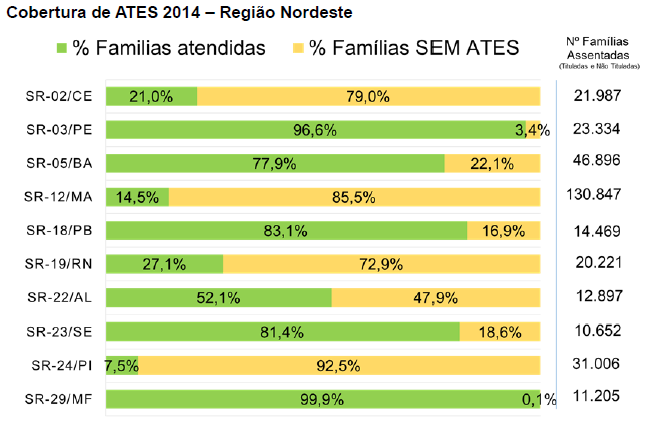 Cobertura de ATES 2014 – Região Nordeste
% Familias atendidas % Famílias SEM ATES Nº Famílias
Assentadas
(Tituladas e Não Tituladas)
SR-02/CE 21,0% 79,0% 21.987
SR-03/PE 96,6% 3,4% 23.334
SR-05/BA 77,9% 22,1% 46.896
SR-12/MA 14,5% 85,5% 130.847
SR-18/PB 83,1% 16,9% 14.469
SR-19/RN 27,1% 72,9% 20.221
SR-22/AL 52,1% 47,9% 12.897
SR-23/SE 81,4% 18,6% 10.652
SR-24/PI 7,5% 92,5% 31.006
SR-29/MF 99,9% 0,1% 11.205